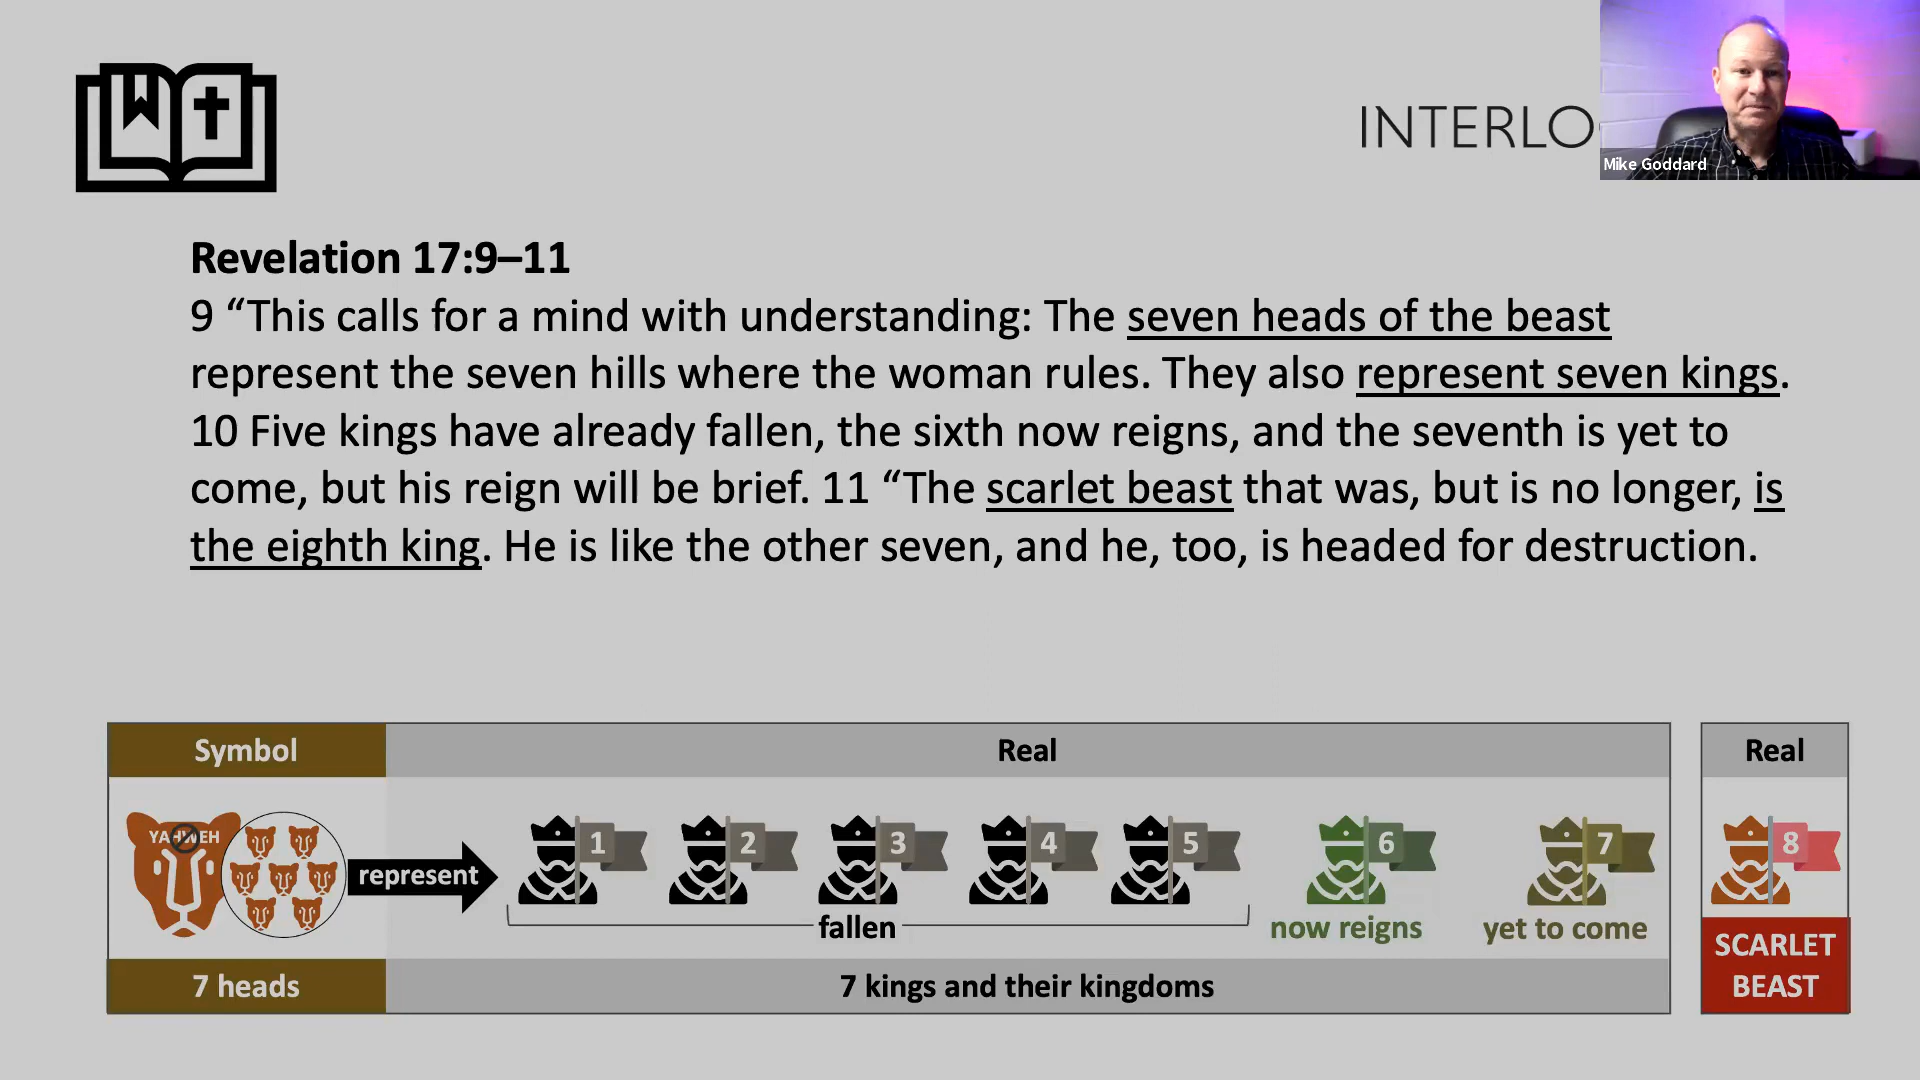 INTERLO
Mike Goddard
Revelation 17:9–11
9 “This calls for a mind with understanding: The seven heads of the beast
represent the seven hills where the woman rules. They also represent seven kings.
10 Five kings have already fallen, the sixth now reigns, and the seventh is yet to
come, but his reign will be brief. 11 “The scarlet beast that was, but is no longer, is
the eighth king. He is like the other seven, and he, too, is headed for destruction.
Symbol
Real
Real
YAHWEH
represent
1
2
3
4
5
6
7
8
fallen
now reigns
yet to come
SCARLET
BEAST
7 heads
7 kings and their kingdoms